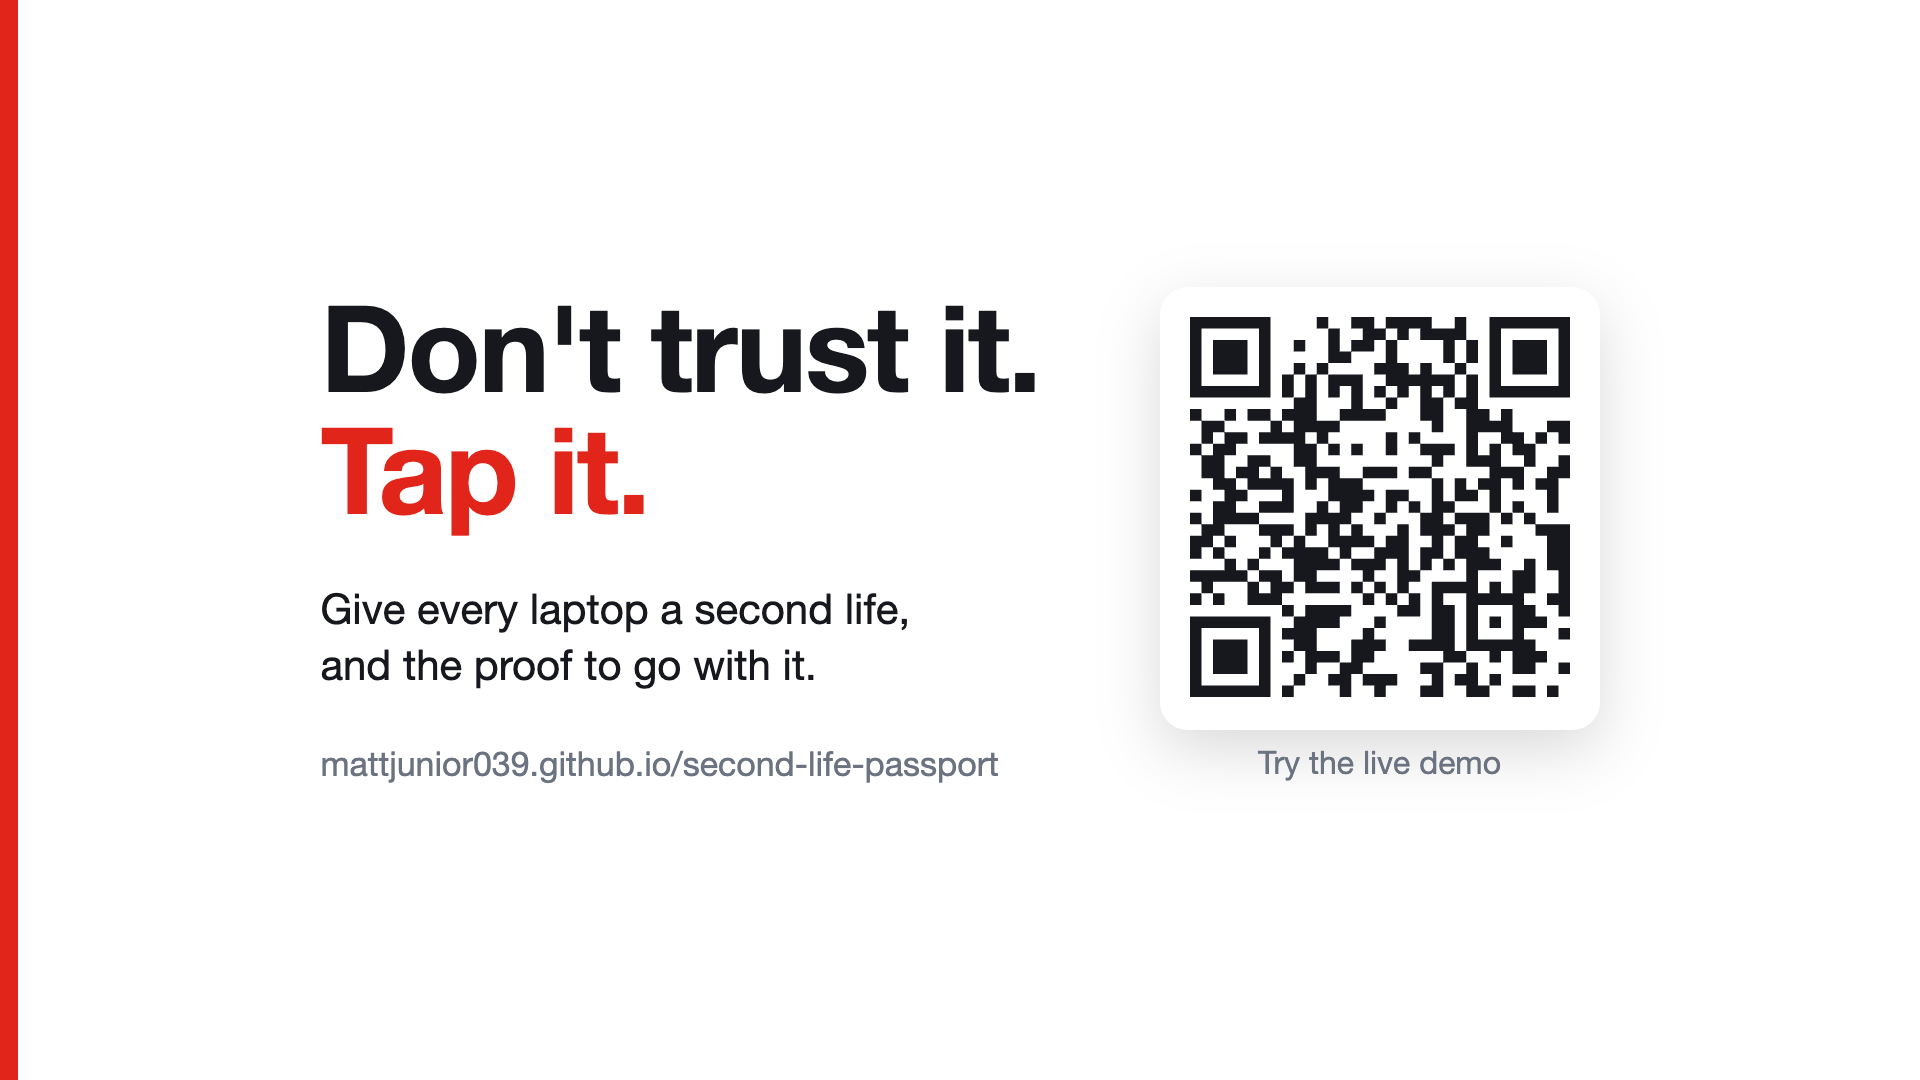 Don't trust it.
Tap it.
Give every laptop a second life,
and the proof to go with it.
mattjunior039.github.io/second-life-passport
Try the live demo